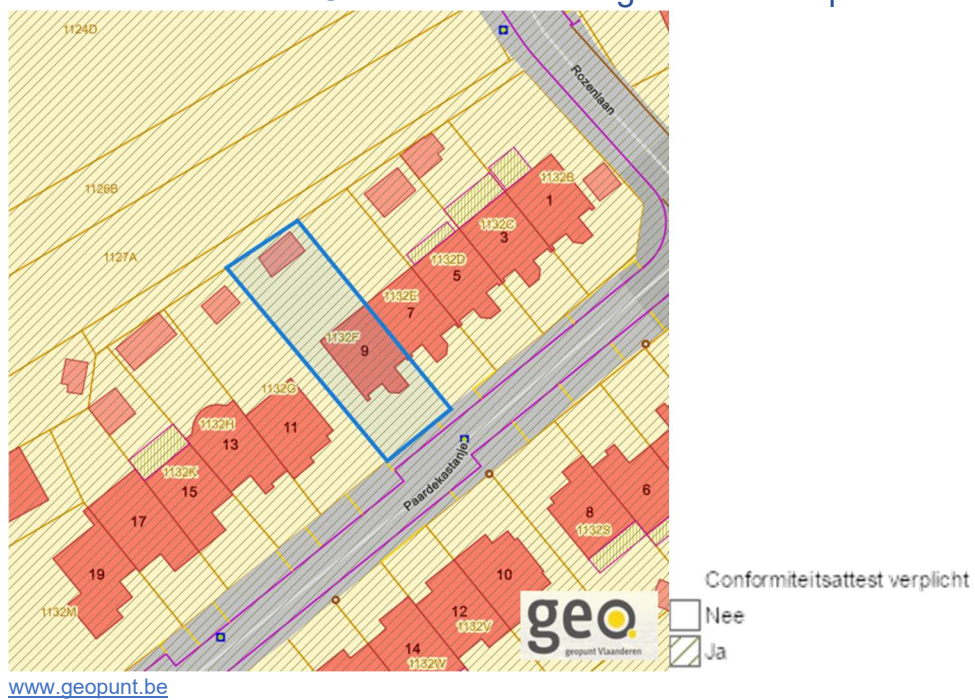 1124D
Rozenlaan
1126B
1132B
1
1132C
3
1127A
1132D
5
1132E
7
1132F
9
1132G
1132H
11
13
1132K
15
17
6
8
1132S
Paardekastanje
19
10
1132M
12
1132V
14
1132W
geo.
geopunt Vlaanderen
Conformiteitsattest verplicht
Nee
Ja
www.geopunt.be